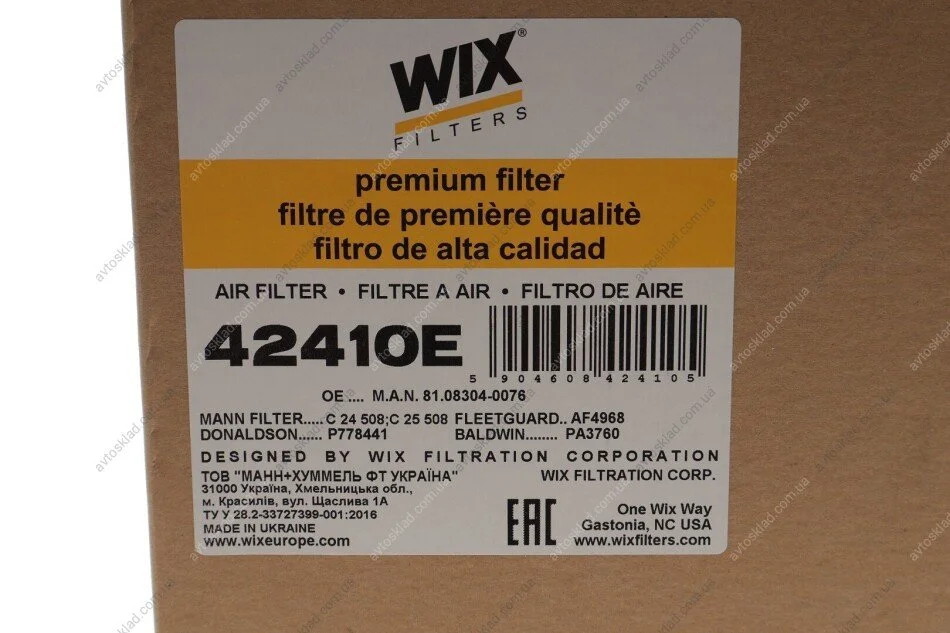 WIX®
FILTERS
premium filter
filtre de première qualitè
filtro de alta calidad
AIR FILTER • FILTRE A AIR • FILTRO DE AIRE
42410E
5 904608 424105
OE .... M.A.N. 81.08304-0076
MANN FILTER..... C 24 508;C 25 508 FLEETGUARD.. AF4968
DONALDSON...... P778441 BALDWIN........ PA3760
DESIGNED BY WIX FILTRATION CORPORATION
ТОВ "МАНН+ХУММЕЛЬ ФТ УКРАЇНА" WIX FILTRATION CORP.
31000 Україна, Хмельницька обл.,
м. Красилів, вул. Щаслива 1А
ТУ У 28.2-33727399-001:2016
MADE IN UKRAINE
www.wixeurope.com
EAC
One Wix Way
Gastonia, NC USA
www.wixfilters.com
avtosklad.com.ua